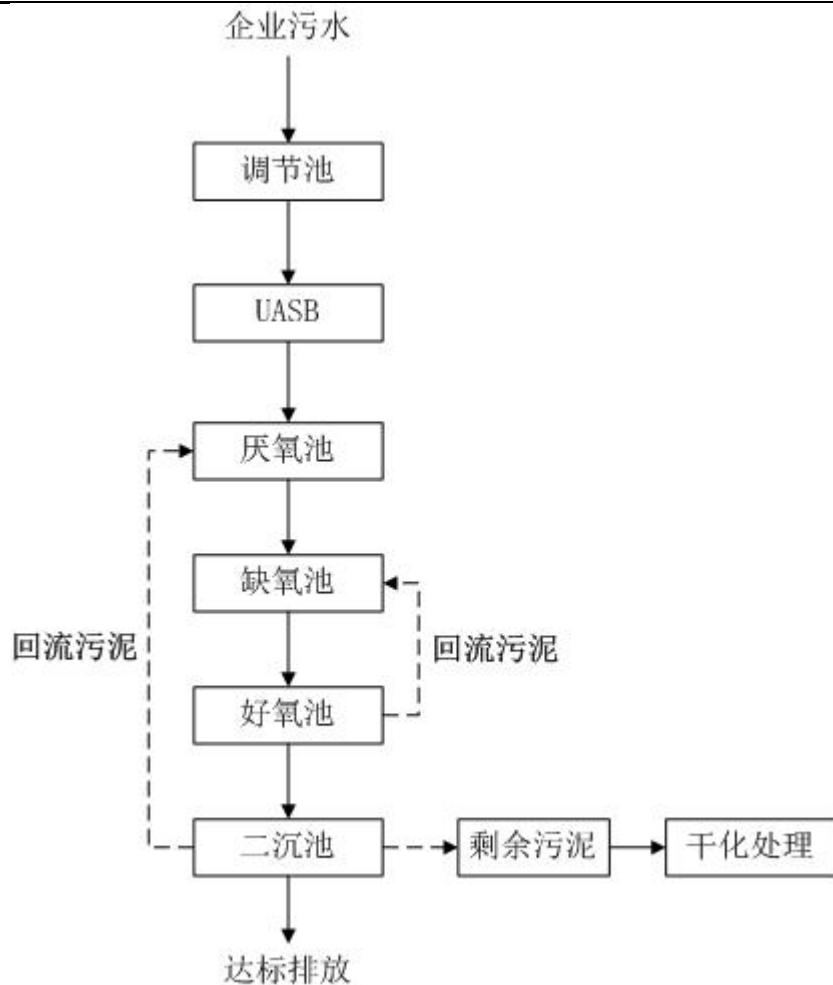 企业污水
调节池
UASB
厌氧池
缺氧池
回流污泥
回流污泥
好氧池
二沉池
剩余污泥
干化处理
达标排放